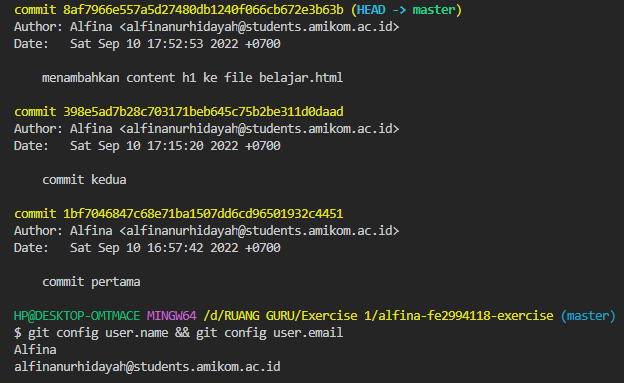 commit 8af7966e557a5d27480db1240f066cb672e3b63b (HEAD -> master)
Author: Alfina <alfinanurhidayah@students.amikom.ac.id>
Date:   Sat Sep 10 17:52:53 2022 +0700
    menambahkan content h1 ke file belajar.html
commit 398e5ad7b28c703171beb645c75b2be311d0daad
Author: Alfina <alfinanurhidayah@students.amikom.ac.id>
Date:   Sat Sep 10 17:15:20 2022 +0700
    commit kedua
commit 1bf7046847c68e71ba1507dd6cd96501932c4451
Author: Alfina <alfinanurhidayah@students.amikom.ac.id>
Date:   Sat Sep 10 16:57:42 2022 +0700
    commit pertama
HP@DESKTOP-OMTMACE MINGW64 /d/RUANG GURU/Exercise 1/alfina-fe2994118-exercise (master)
$ git config user.name && git config user.email
Alfina
alfinanurhidayah@students.amikom.ac.id